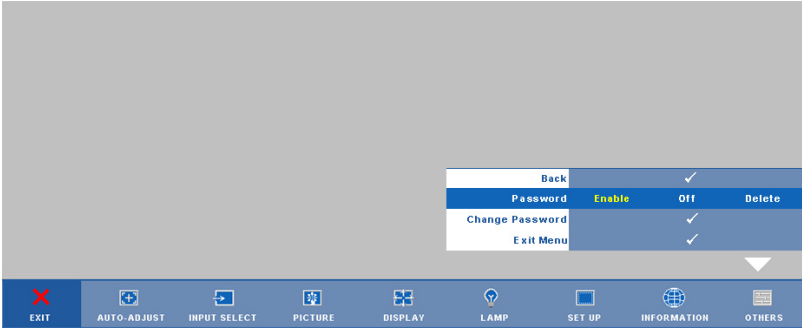 Back
Password Enable Off Delete
Change Password
Exit Menu
EXIT AUTO-ADJUST INPUT SELECT PICTURE DISPLAY LAMP SET UP INFORMATION OTHERS